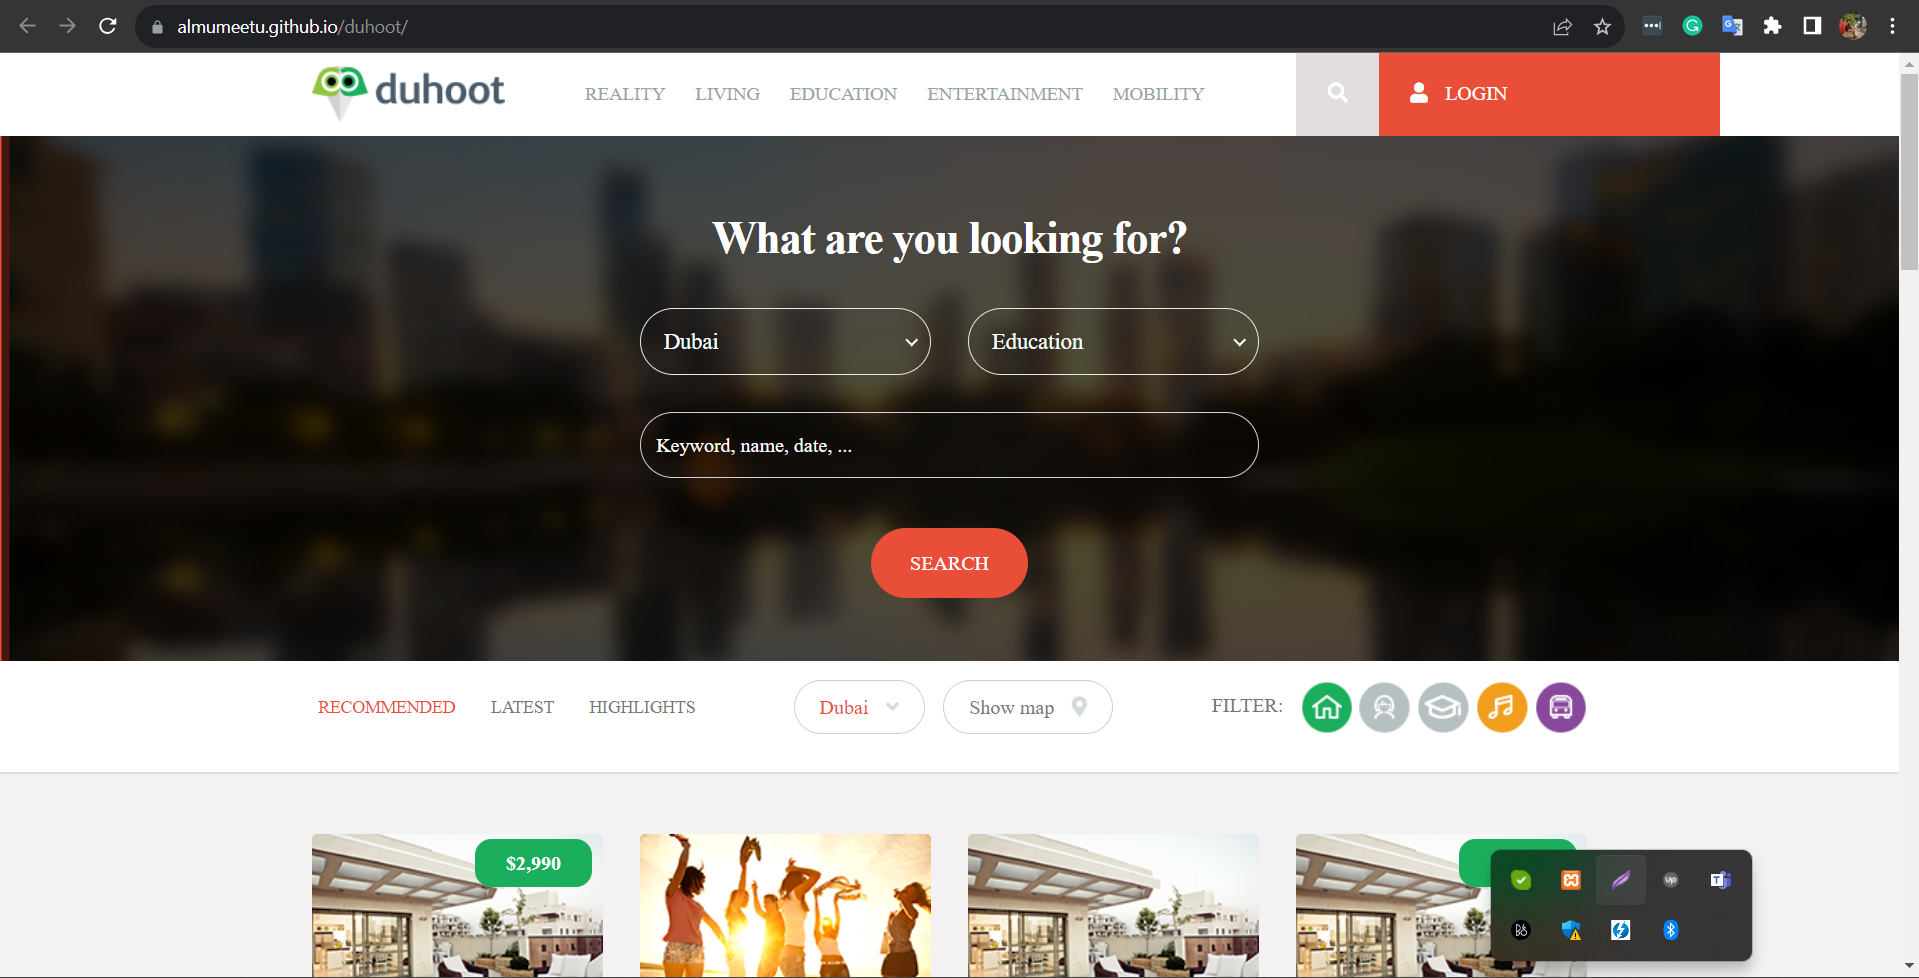 almumeetu.github.io/duhoot/
duhoot
REALITY LIVING EDUCATION ENTERTAINMENT MOBILITY
LOGIN
What are you looking for?
Dubai Education
Keyword, name, date, ...
SEARCH
RECOMMENDED LATEST HIGHLIGHTS Dubai Show map FILTER:
$2,990